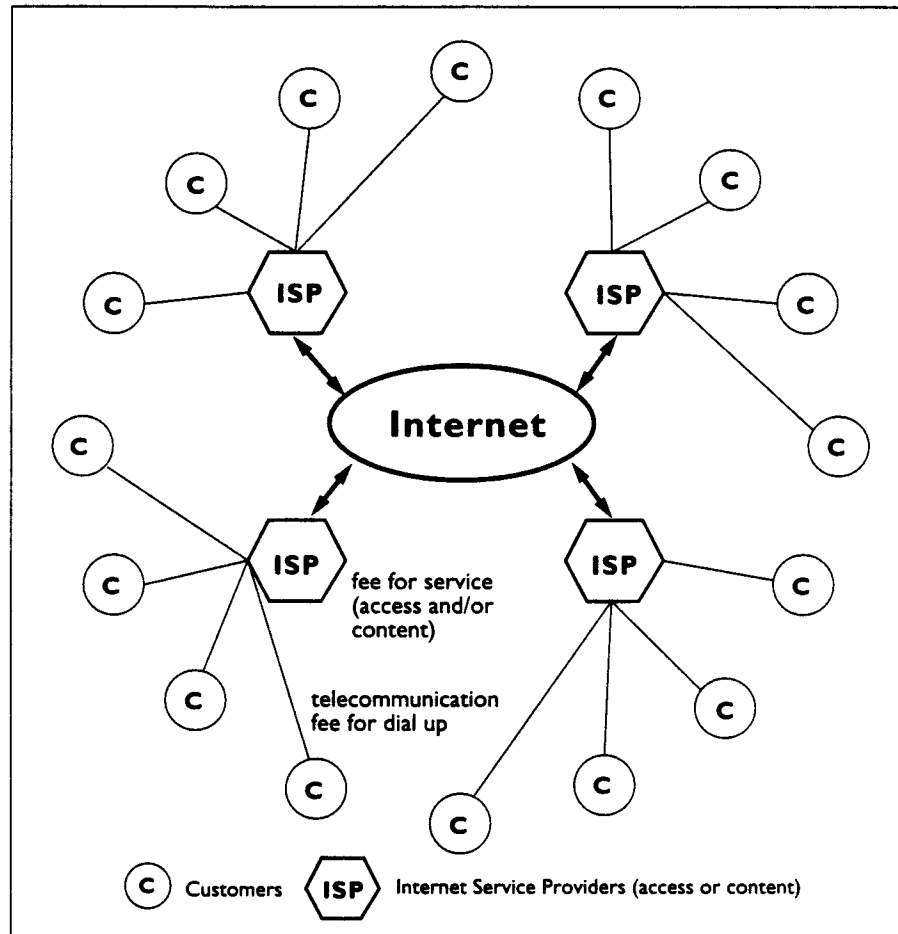 C
C
C
C
C
C
ISP
ISP
C
C
Internet
C
C
ISP
ISP
C
C
fee for service
(access and/or
content)
C
C
telecommunication
fee for dial up
C
C
C
C Customers ISP Internet Service Providers (access or content)